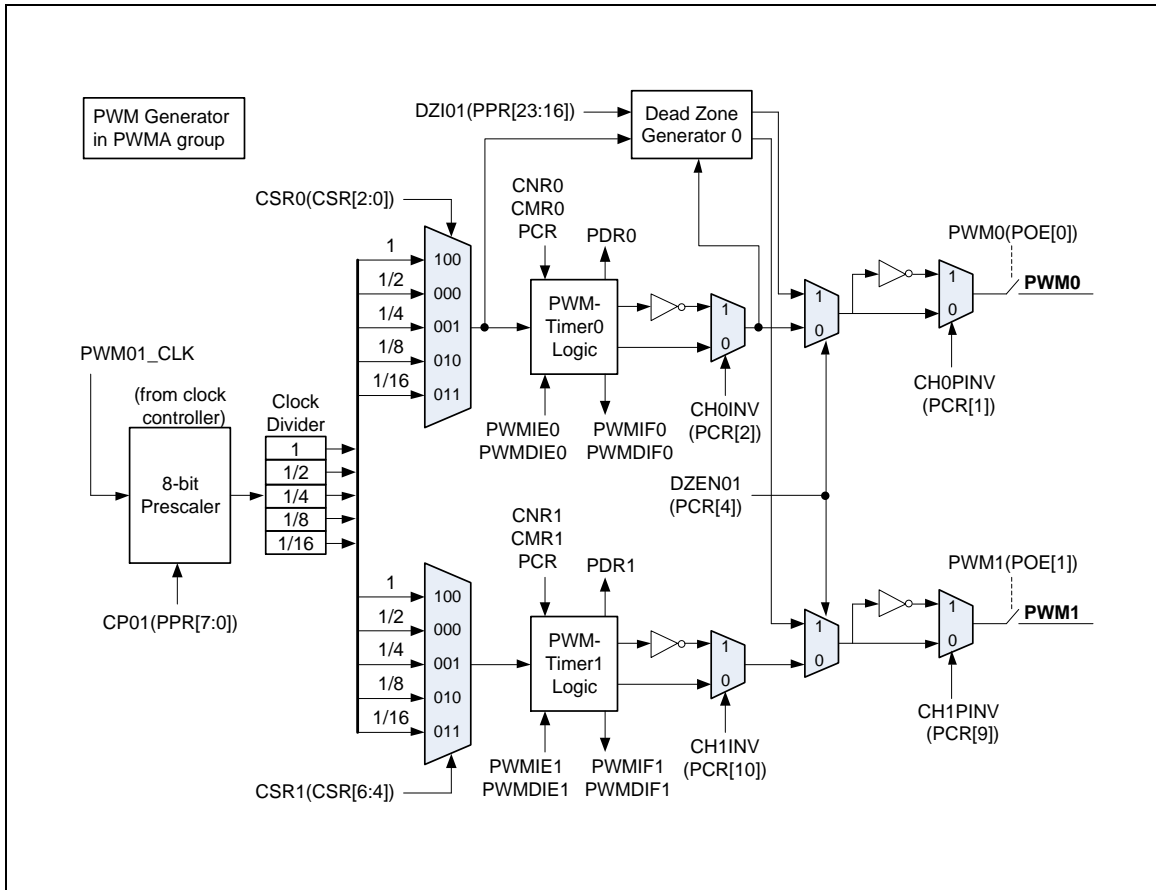 PWM Generator
in PWMA group
DZI01(PPR[23:16])
Dead Zone
Generator 0
CSR0(CSR[2:0])
CNR0
CMR0
PCR
PDR0
PWM0(POE[0])
1
1/2
1/4
1/8
1/16
100
000
001
010
011
PWM-
Timer0
Logic
1
0
1
0
1
0
PWM0
PWM01_CLK
(from clock
controller)
Clock
Divider
PWMIE0
PWMDIE0
PWMIF0
PWMDIF0
CH0INV
(PCR[2])
CH0PINV
(PCR[1])
8-bit
Prescaler
1
1/2
1/4
1/8
1/16
DZEN01
(PCR[4])
CP01(PPR[7:0])
CNR1
CMR1
PCR
PDR1
PWM1(POE[1])
1
1/2
1/4
1/8
1/16
100
000
001
010
011
PWM-
Timer1
Logic
1
0
1
0
1
0
PWM1
CSR1(CSR[6:4])
PWMIE1
PWMDIE1
PWMIF1
PWMDIF1
CH1INV
(PCR[10])
CH1PINV
(PCR[9])